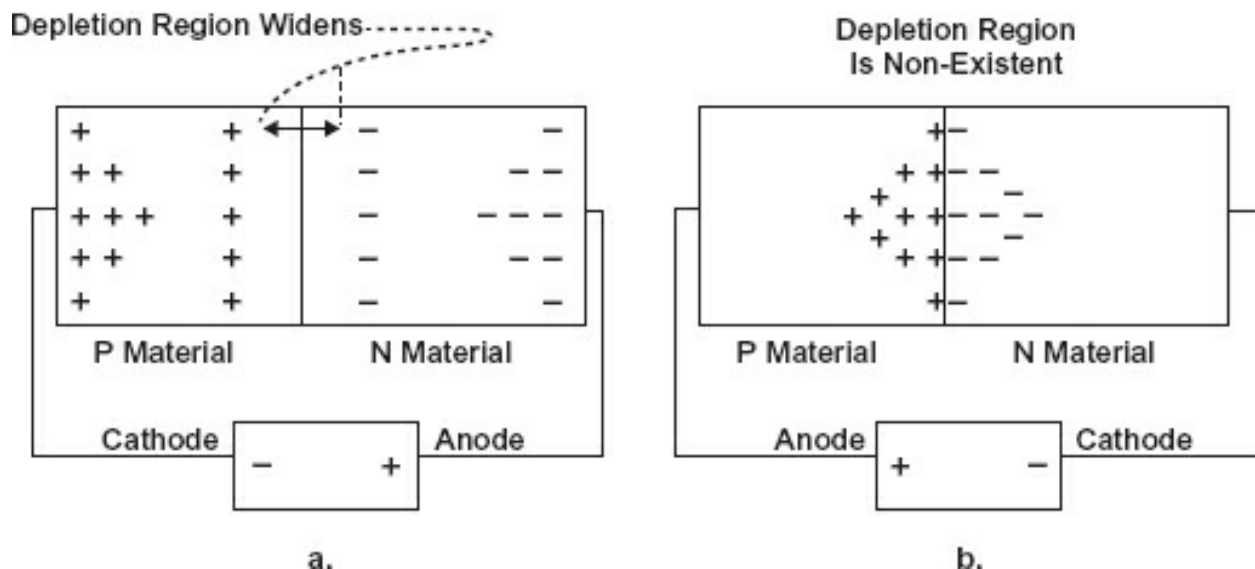 Depletion Region Widens
+ + - -
+ + + - - -
+ + + + - - - -
+ + + - - -
+ + - -
P Material N Material
Cathode Anode
- +
a.
Depletion Region
Is Non-Existent
+ -
+ + - -
+ -
+ + + - - -
+ -
+ + - -
+ -
P Material N Material
Anode Cathode
+ -
b.